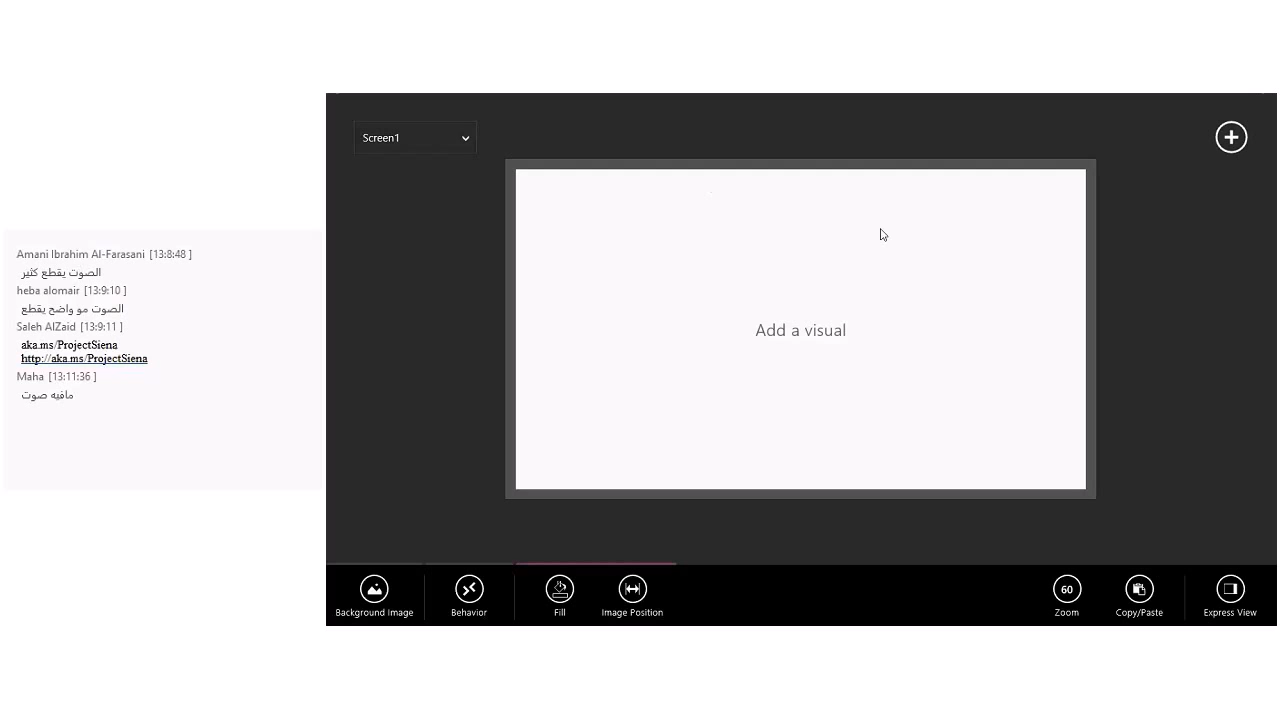 Amani Ibrahim Al-Farasani [13:8:48 ]
الصوت يقطع كثير
heba alomair [13:9:10 ]
الصوت مو واضح يقطع
Saleh AlZaid [13:9:11 ]
aka.ms/ProjectSiena
http://aka.ms/ProjectSiena
Maha [13:11:36 ]
مافيه صوت
Screen1
Add a visual
Background Image
Behavior
Fill
Image Position
60
Zoom
Copy/Paste
Express View